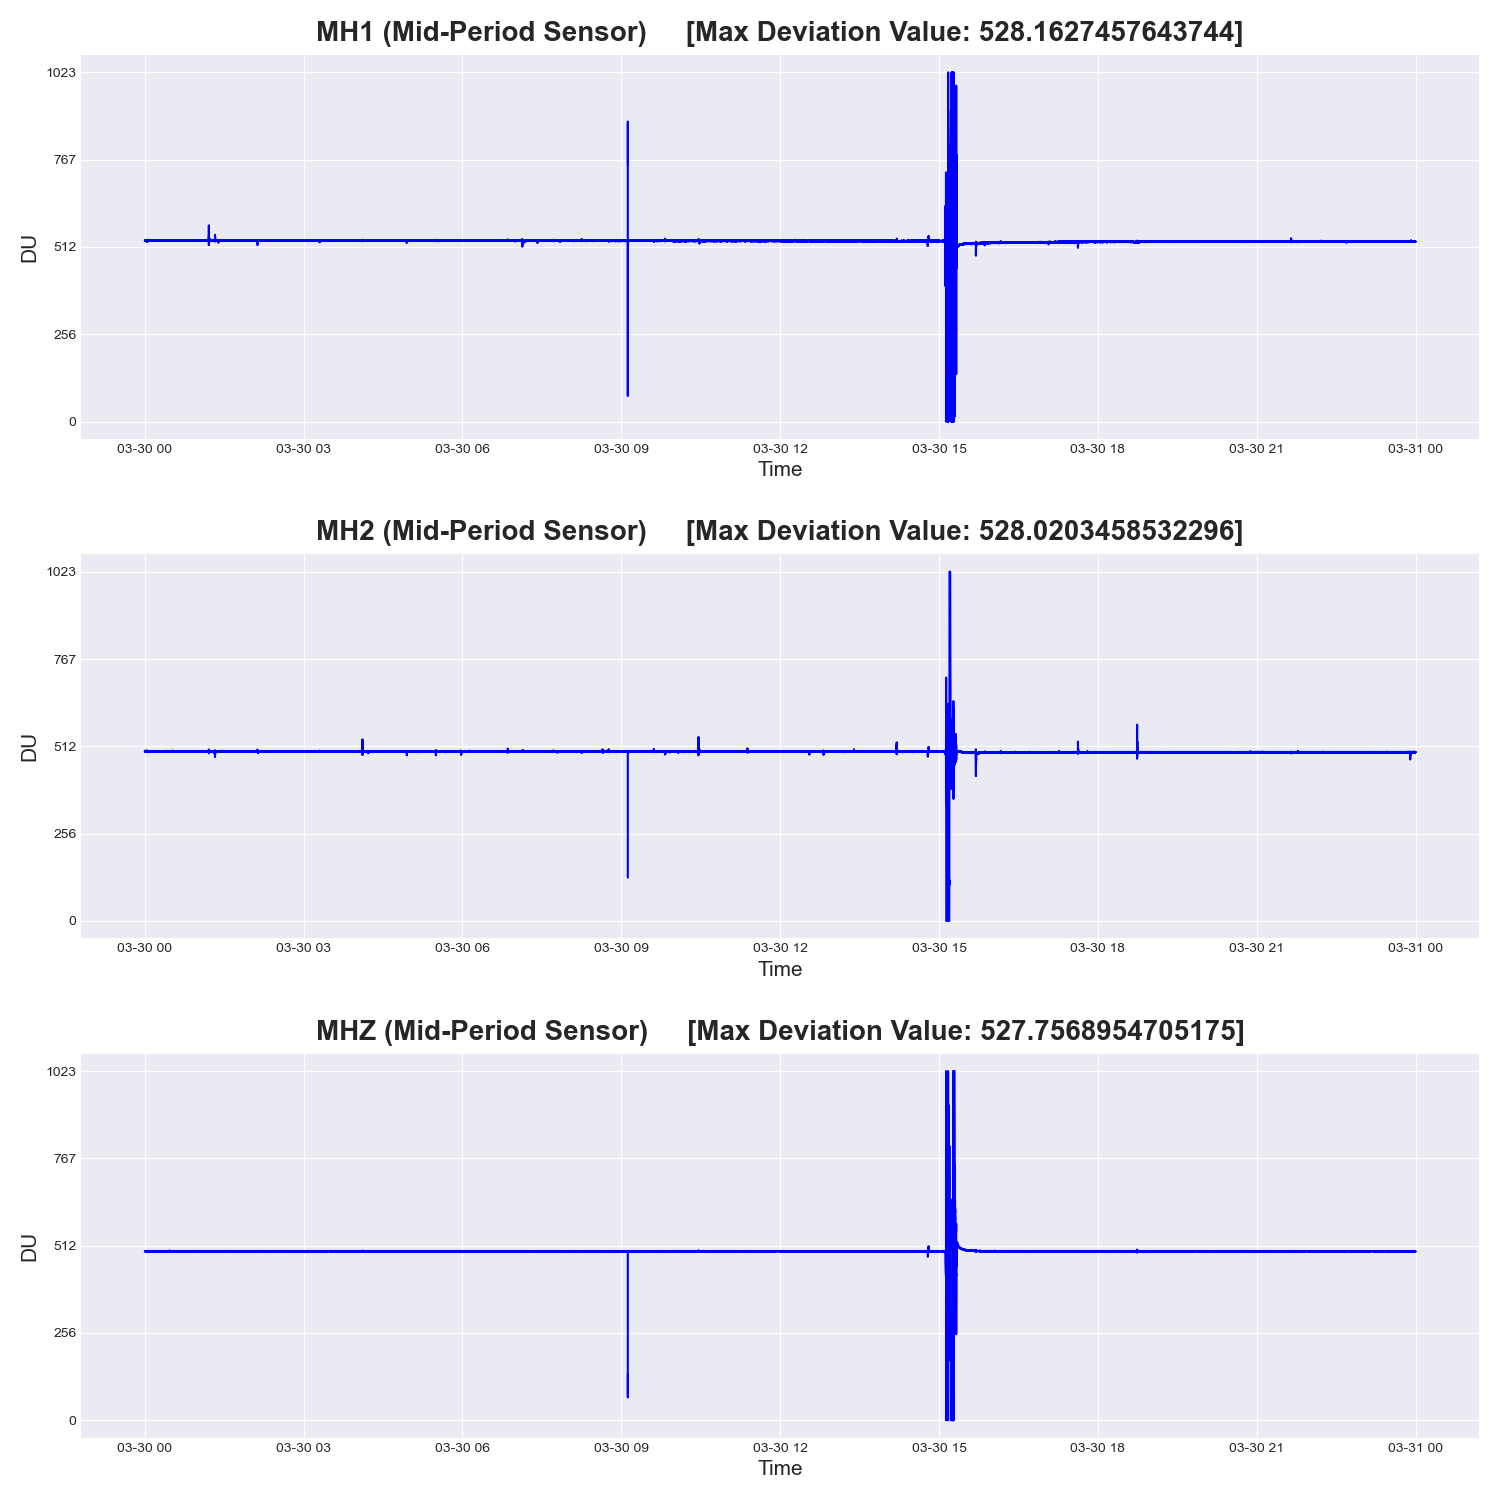 MH1 (Mid-Period Sensor) [Max Deviation Value: 528.1627457643744]
1023
767
512
256
0
DU
03-30 00 03-30 03 03-30 06 03-30 09 03-30 12 03-30 15 03-30 18 03-30 21 03-31 00
Time
MH2 (Mid-Period Sensor) [Max Deviation Value: 528.0203458532296]
1023
767
512
256
0
DU
03-30 00 03-30 03 03-30 06 03-30 09 03-30 12 03-30 15 03-30 18 03-30 21 03-31 00
Time
MHZ (Mid-Period Sensor) [Max Deviation Value: 527.7568954705175]
1023
767
512
256
0
DU
03-30 00 03-30 03 03-30 06 03-30 09 03-30 12 03-30 15 03-30 18 03-30 21 03-31 00
Time